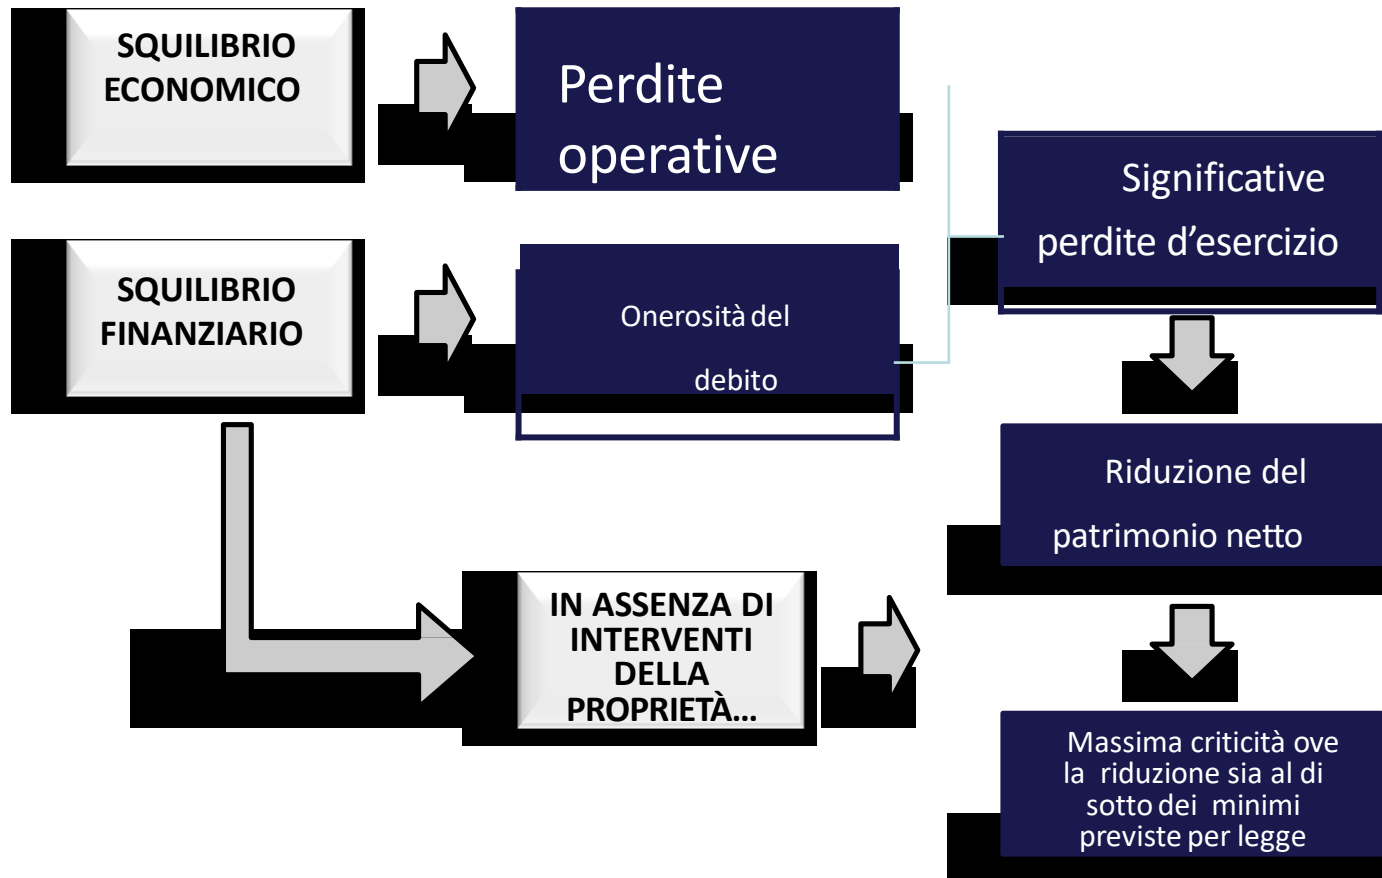 SQUILIBRIO
ECONOMICO
Perdite
operative
Significative
perdite d’esercizio
SQUILIBRIO
FINANZIARIO
Onerosità del
debito
Riduzione del
patrimonio netto
IN ASSENZA DI
INTERVENTI
DELLA
PROPRIETÀ…
Massima criticità ove
la riduzione sia al di
sotto dei minimi
previste per legge